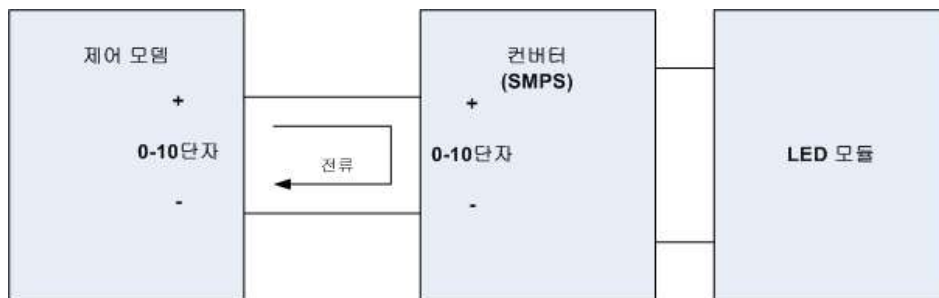 제어 모뎀
+
0-10단자
-
전류
컨버터
(SMPS)
+
0-10단자
-
LED 모듈